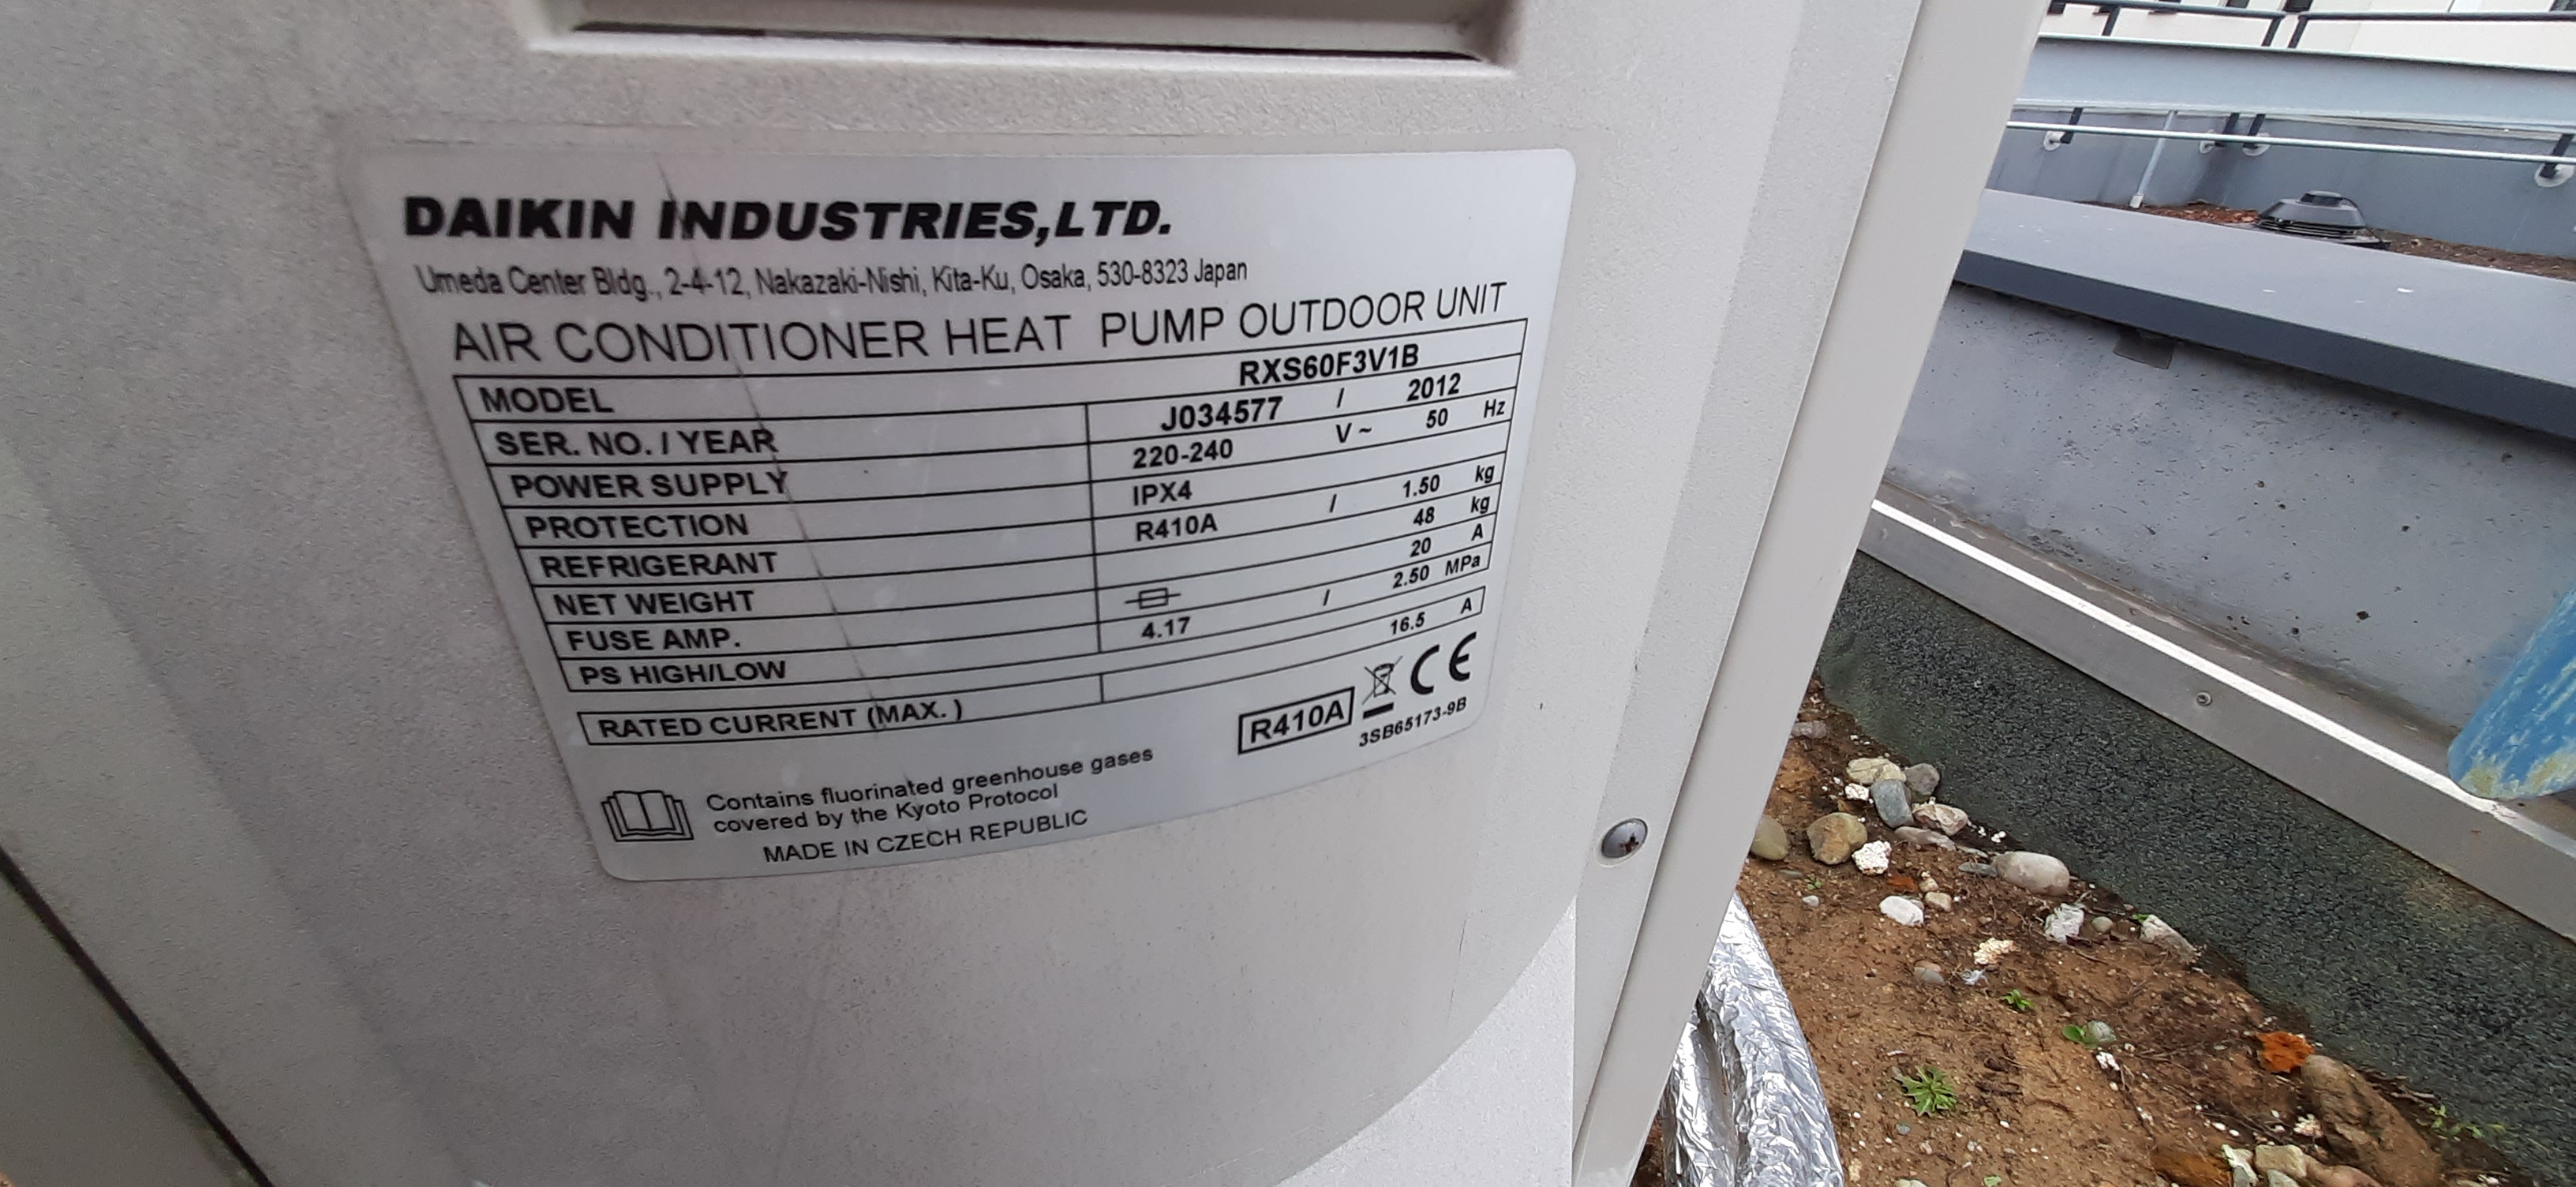 DAIKIN INDUSTRIES,LTD.
Umeda Center Bldg., 2-4-12, Nakazaki-Nishi, Kita-Ku, Osaka, 530-8323 Japan
AIR CONDITIONER HEAT PUMP OUTDOOR UNIT
MODEL RXS60F3V1B
SER. NO. / YEAR J034577 / 2012
POWER SUPPLY 220-240 V ~ 50 Hz
PROTECTION IPX4
REFRIGERANT R410A / 1.50 kg
NET WEIGHT 48 kg
FUSE AMP. 20 A
PS HIGH/LOW 4.17 / 2.50 MPa
RATED CURRENT (MAX. ) 16.5 A
R410A CE
3SB65173-9B
Contains fluorinated greenhouse gases
covered by the Kyoto Protocol
MADE IN CZECH REPUBLIC